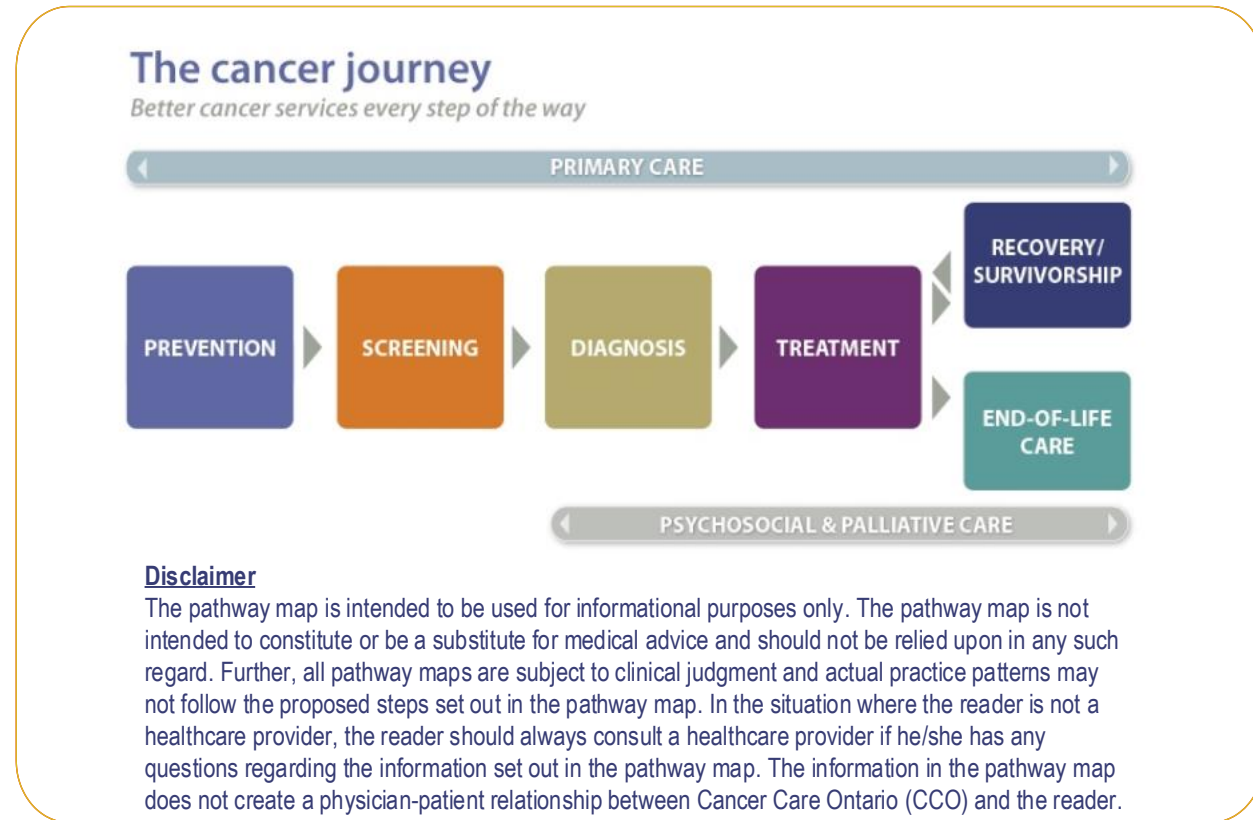 The cancer journey
Better cancer services every step of the way
PRIMARY CARE
PREVENTION
SCREENING
DIAGNOSIS
TREATMENT
RECOVERY/
SURVIVORSHIP
END-OF-LIFE
CARE
PSYCHOSOCIAL & PALLIATIVE CARE
Disclaimer
The pathway map is intended to be used for informational purposes only. The pathway map is not
intended to constitute or be a substitute for medical advice and should not be relied upon in any such
regard. Further, all pathway maps are subject to clinical judgment and actual practice patterns may
not follow the proposed steps set out in the pathway map. In the situation where the reader is not a
healthcare provider, the reader should always consult a healthcare provider if he/she has any
questions regarding the information set out in the pathway map. The information in the pathway map
does not create a physician-patient relationship between Cancer Care Ontario (CCO) and the reader.